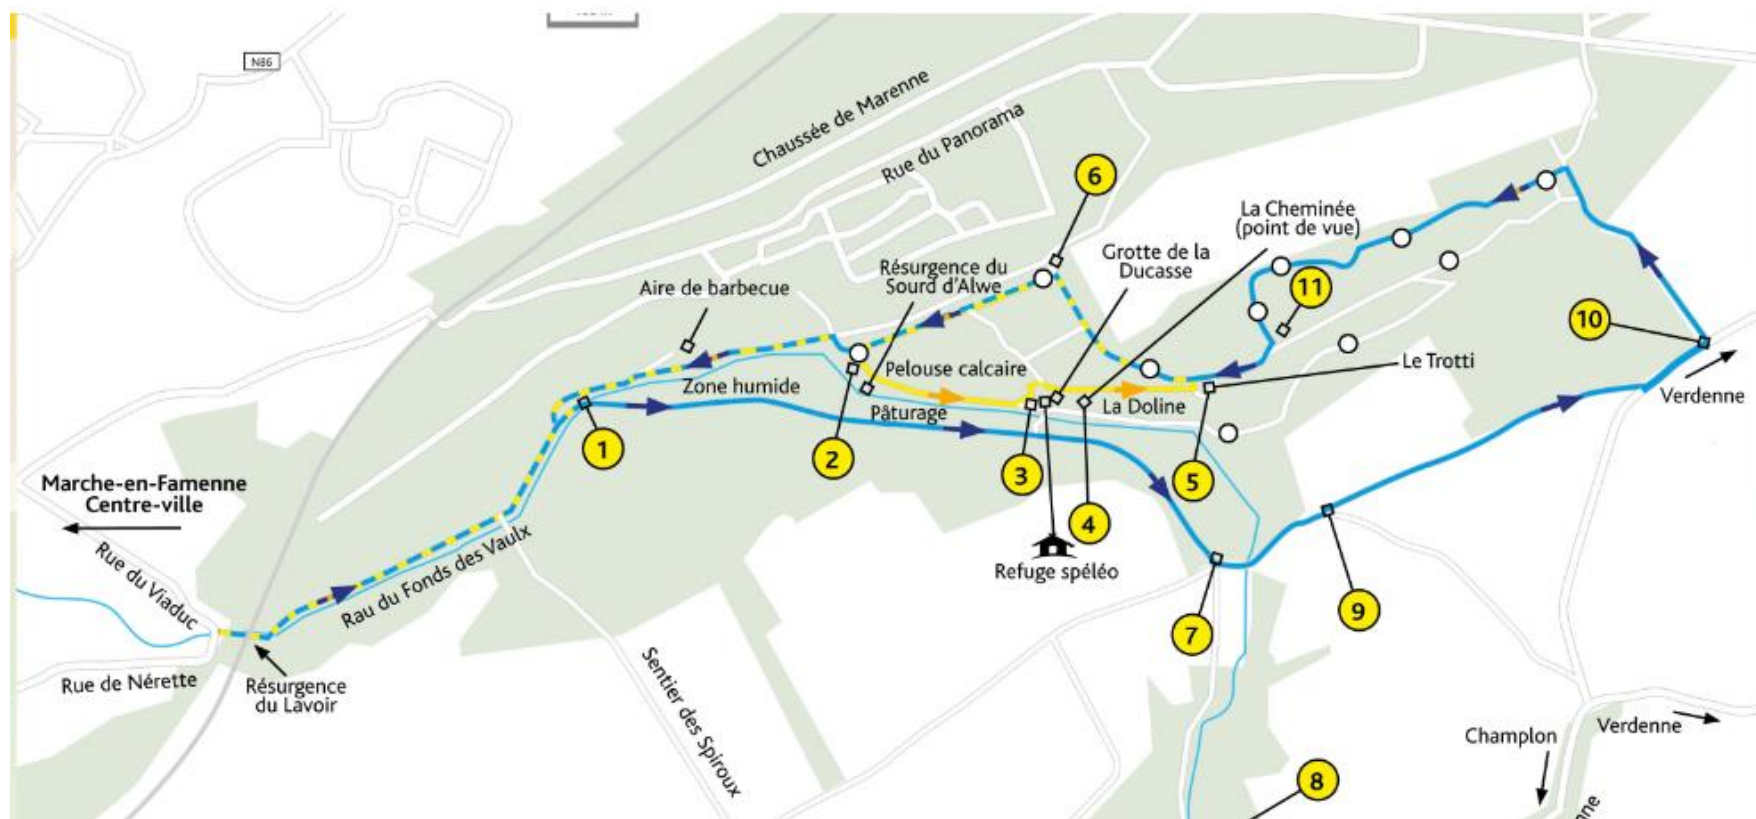 N86
Chaussée de Marenne
Rue du Panorama
6
La Cheminée
(point de vue)
Grotte de la
Ducasse
Résurgence du
Sourd d'Alwe
Aire de barbecue
11
10
Pelouse calcaire
Le Trotti
Zone humide
Verdenne
La Doline
Pâturage
1
2
3
5
4
Marche-en-Famenne
Centre-ville
Rau du Fonds des Vaulx
Refuge spéléo
Rue du Viaduc
9
7
Rue de Nérette
Résurgence
du Lavoir
Sentier des Spiroux
Verdenne
Champlon
8